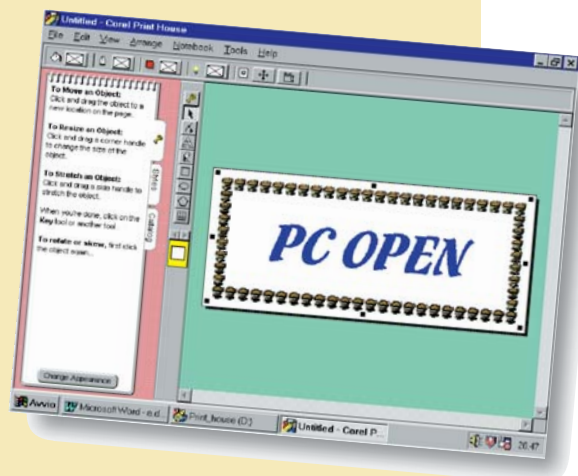 Untitled - Corel Print House
File Edit View Arrange Notebook Tools Help
To Move an Object:
Click and drag the object to a
new location on the page.
To Resize an Object:
Click and drag a corner handle
to change the size of the
object.
To Stretch an Object:
Click and drag a side handle to
stretch the object.
When you're done, click on the
Key tool or another tool.
To rotate or skew, first click
the object again...
Catalog
PC OPEN
Change Appearance
Avvio
Microsoft Word - e.d...
Print_house (D:)
Untitled - Corel P...
20.47